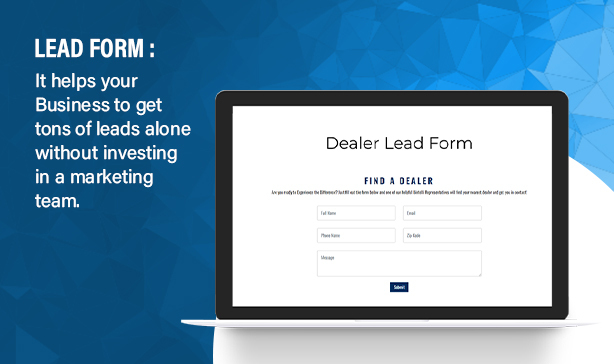 LEAD FORM :
It helps your
Business to get
tons of leads alone
without investing
in a marketing
team.
Dealer Lead Form
FIND A DEALER
Are you Ready to Experience the Difference? Just fill out the form below and one of our helpful Representatives will find your nearest dealer and get you in contact!
Full Name
Email
Phone Name
Zip Kode
Message
Submit